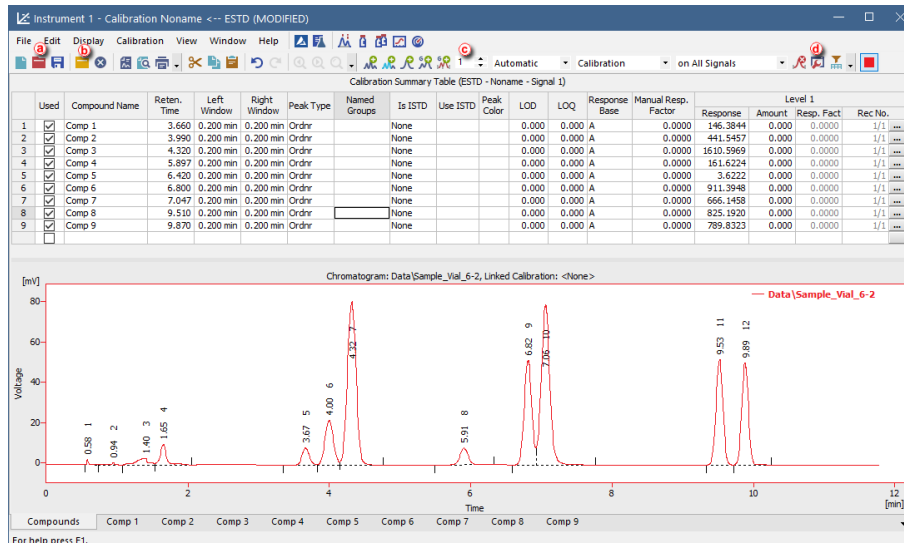 Instrument 1 - Calibration Noname <-- ESTD (MODIFIED)
File Edit Display Calibration View Window Help
a b c d
1 Automatic Calibration on All Signals
Calibration Summary Table (ESTD - Noname - Signal 1)
Used Compound Name Reten. Time Left Window Right Window Peak Type Named Groups Is ISTD Use ISTD Peak Color LOD LOQ Response Base Manual Resp. Factor Level 1
Response Amount Resp. Fact Rec No.
1 Comp 1 3.660 0.200 min 0.200 min Ordnr None 0.000 0.000 A 0.0000 146.3844 0.000 0.0000 1/1 ...
2 Comp 2 3.990 0.200 min 0.200 min Ordnr None 0.000 0.000 A 0.0000 441.5457 0.000 0.0000 1/1 ...
3 Comp 3 4.320 0.200 min 0.200 min Ordnr None 0.000 0.000 A 0.0000 1610.5969 0.000 0.0000 1/1 ...
4 Comp 4 5.897 0.200 min 0.200 min Ordnr None 0.000 0.000 A 0.0000 161.6224 0.000 0.0000 1/1 ...
5 Comp 5 6.420 0.200 min 0.200 min Ordnr None 0.000 0.000 A 0.0000 3.6222 0.000 0.0000 1/1 ...
6 Comp 6 6.800 0.200 min 0.200 min Ordnr None 0.000 0.000 A 0.0000 911.3948 0.000 0.0000 1/1 ...
7 Comp 7 7.047 0.200 min 0.200 min Ordnr None 0.000 0.000 A 0.0000 666.1458 0.000 0.0000 1/1 ...
8 Comp 8 9.510 0.200 min 0.200 min Ordnr None 0.000 0.000 A 0.0000 825.1920 0.000 0.0000 1/1 ...
9 Comp 9 9.870 0.200 min 0.200 min Ordnr None 0.000 0.000 A 0.0000 789.8323 0.000 0.0000 1/1 ...
Chromatogram: Data\Sample_Vial_6-2, Linked Calibration: <None>
[mV]
Data\Sample_Vial_6-2
80
60
40
20
0
Voltage
0.58 1
0.94 2
1.40 3
1.65 4
3.67 5
4.00 6
4.32 7
5.91 8
6.82 9
7.06 10
9.53 11
9.89 12
0 2 4 6 8 10 12
Time [min]
Compounds Comp 1 Comp 2 Comp 3 Comp 4 Comp 5 Comp 6 Comp 7 Comp 8 Comp 9
For help press F1.